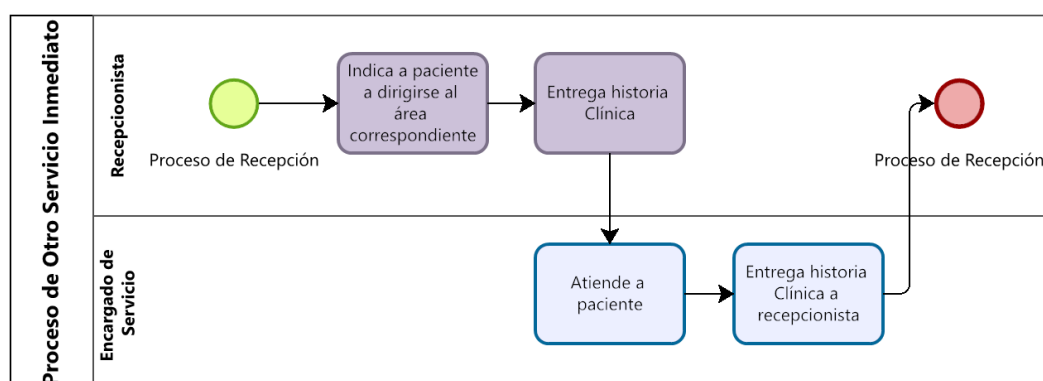 Proceso de Otro Servicio Inmediato
Recepcioonista
Indica a paciente
a dirigirse al
área
correspondiente
Entrega historia
Clínica
Proceso de Recepción
Proceso de Recepción
Encargado de
Servicio
Atiende a
paciente
Entrega historia
Clínica a
recepcionista